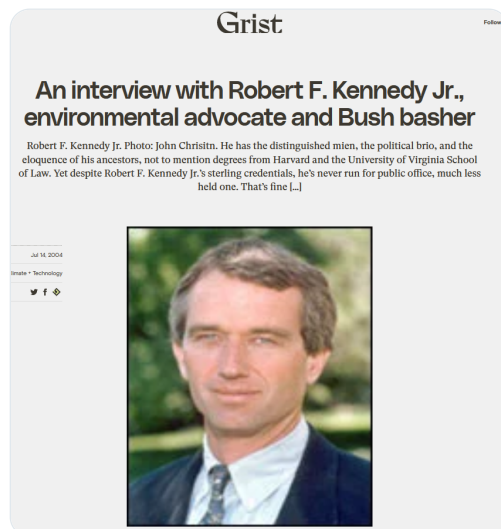 Grist
Follow
An interview with Robert F. Kennedy Jr.,
environmental advocate and Bush basher
Robert F. Kennedy Jr. Photo: John Chrisitn. He has the distinguished mien, the political brio, and the
eloquence of his ancestors, not to mention degrees from Harvard and the University of Virginia School
of Law. Yet despite Robert F. Kennedy Jr.’s sterling credentials, he’s never run for public office, much less
held one. That’s fine [...]
Jul 14, 2004
limate • Technology